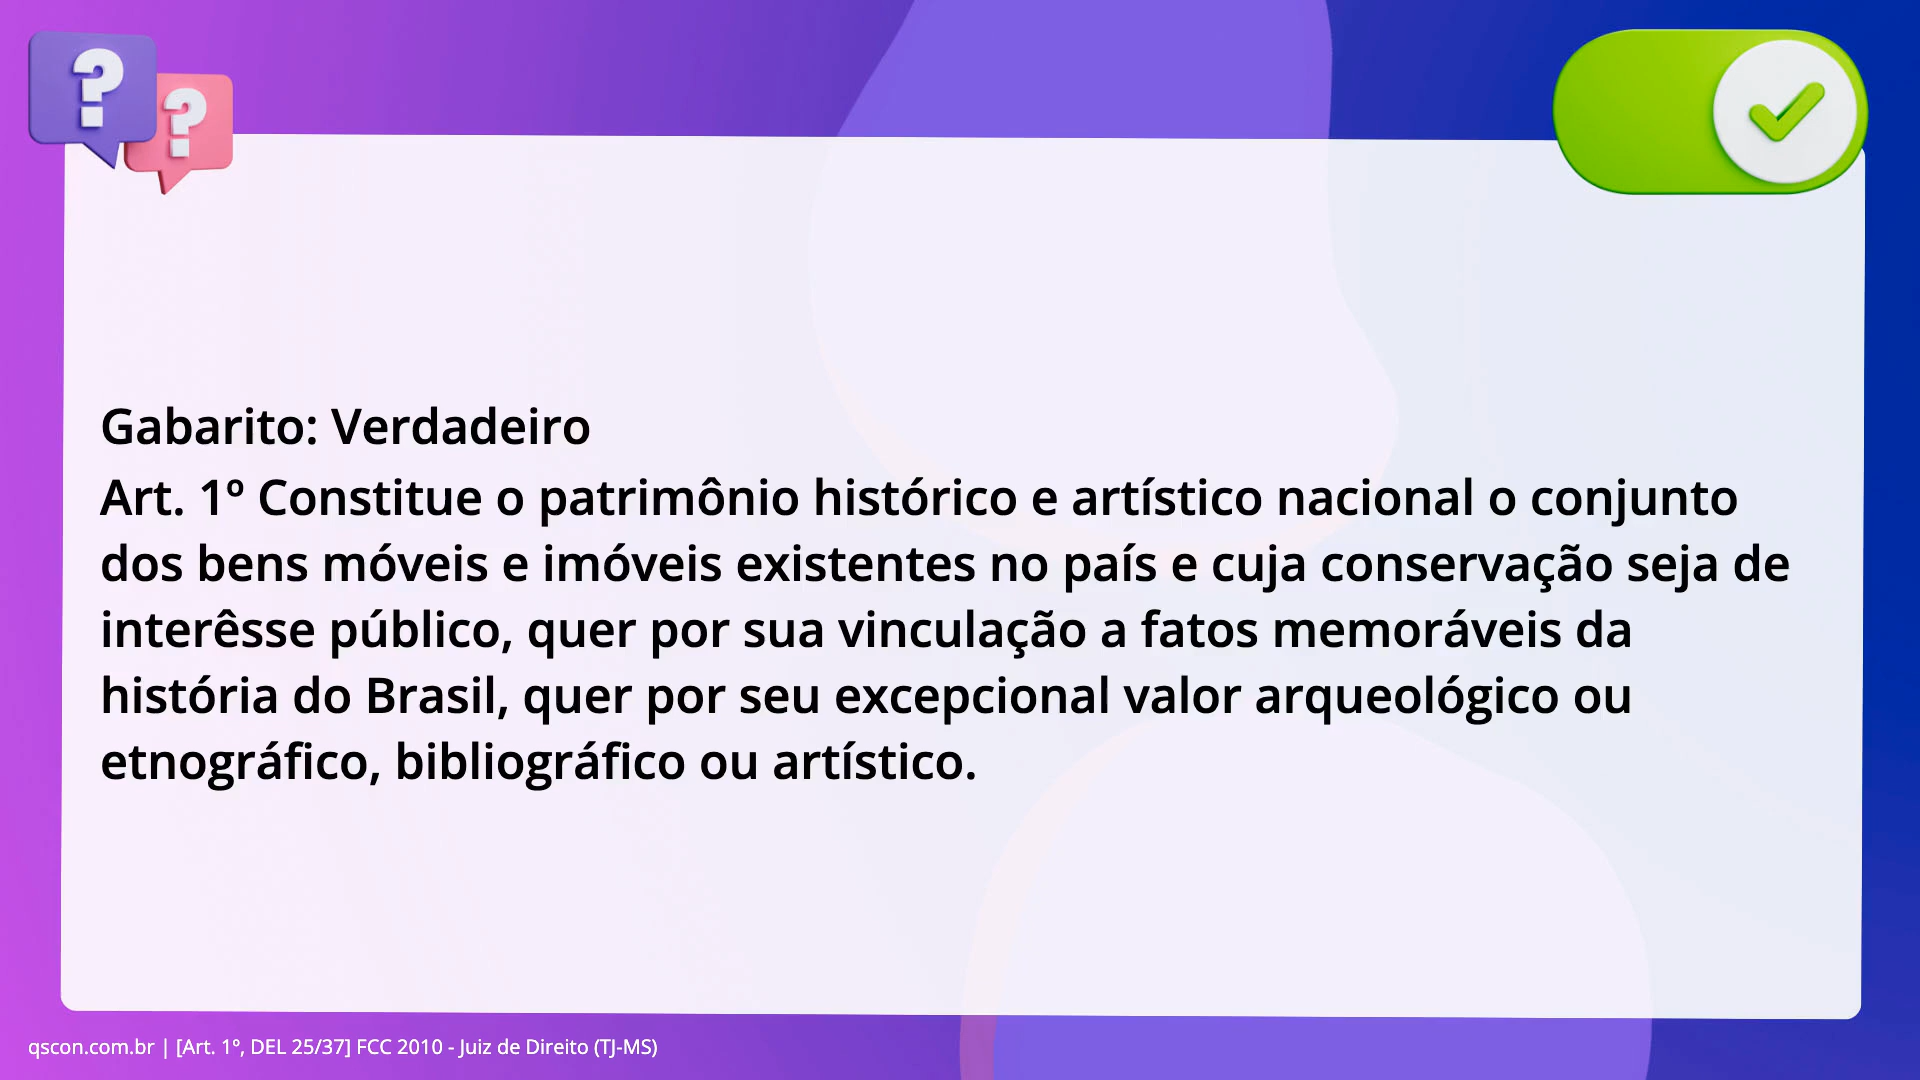 Gabarito: Verdadeiro
Art. 1º Constitue o patrimônio histórico e artístico nacional o conjunto
dos bens móveis e imóveis existentes no país e cuja conservação seja de
interêsse público, quer por sua vinculação a fatos memoráveis da
história do Brasil, quer por seu excepcional valor arqueológico ou
etnográfico, bibliográfico ou artístico.
qscon.com.br | [Art. 1º, DEL 25/37] FCC 2010 - Juiz de Direito (TJ-MS)